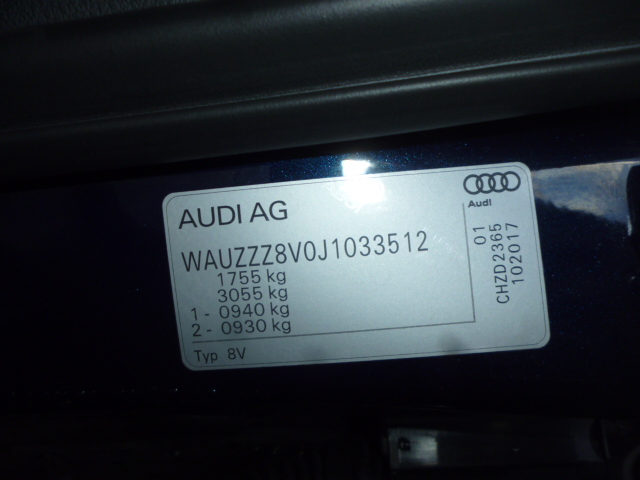 AUDI AG
Audi
WAUZZZ8V0J1033512
1755 kg
3055 kg
1 - 0940 kg
2 - 0930 kg
Typ 8V
01
CHZD2365
102017